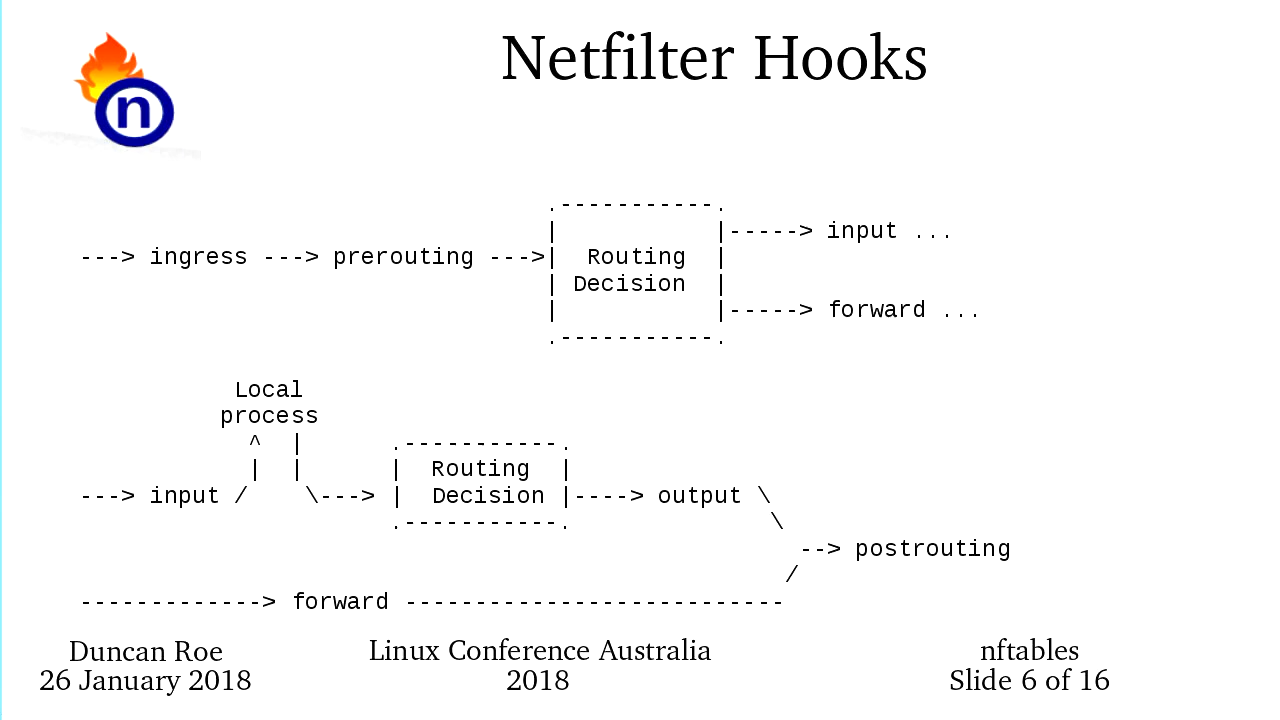 n
Netfilter Hooks
.-----------.
|           |-----> input ...
---> ingress ---> prerouting --->|  Routing  |
| Decision  |
|           |-----> forward ...
.-----------.
Local
process
^  |      .-----------.
|  |      |  Routing  |
---> input /    \---> |  Decision |----> output \
.-----------.              \
--> postrouting
/
-------------> forward ---------------------------
Duncan Roe
26 January 2018
Linux Conference Australia
2018
nftables
Slide 6 of 16